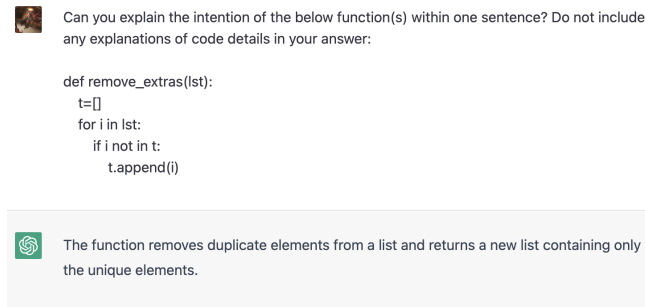 Can you explain the intention of the below function(s) within one sentence? Do not include
any explanations of code details in your answer:
def remove_extras(lst):
t=[]
for i in lst:
if i not in t:
t.append(i)
The function removes duplicate elements from a list and returns a new list containing only
the unique elements.